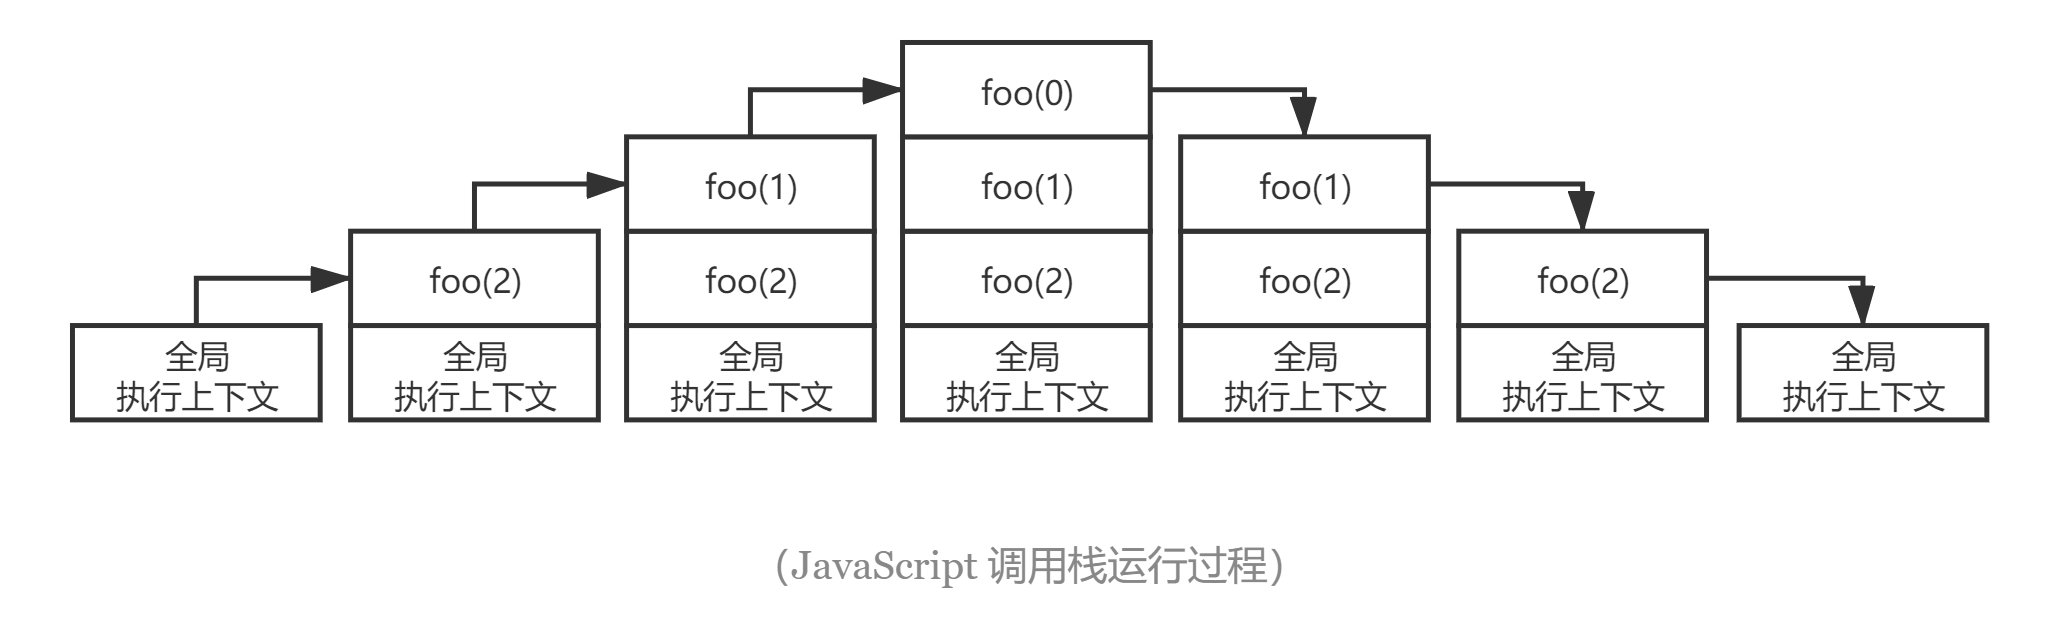 foo(0)
foo(1)
foo(1)
foo(1)
foo(2)
foo(2)
foo(2)
foo(2)
foo(2)
全局
执行上下文
全局
执行上下文
全局
执行上下文
全局
执行上下文
全局
执行上下文
全局
执行上下文
全局
执行上下文
(JavaScript 调用栈运行过程)